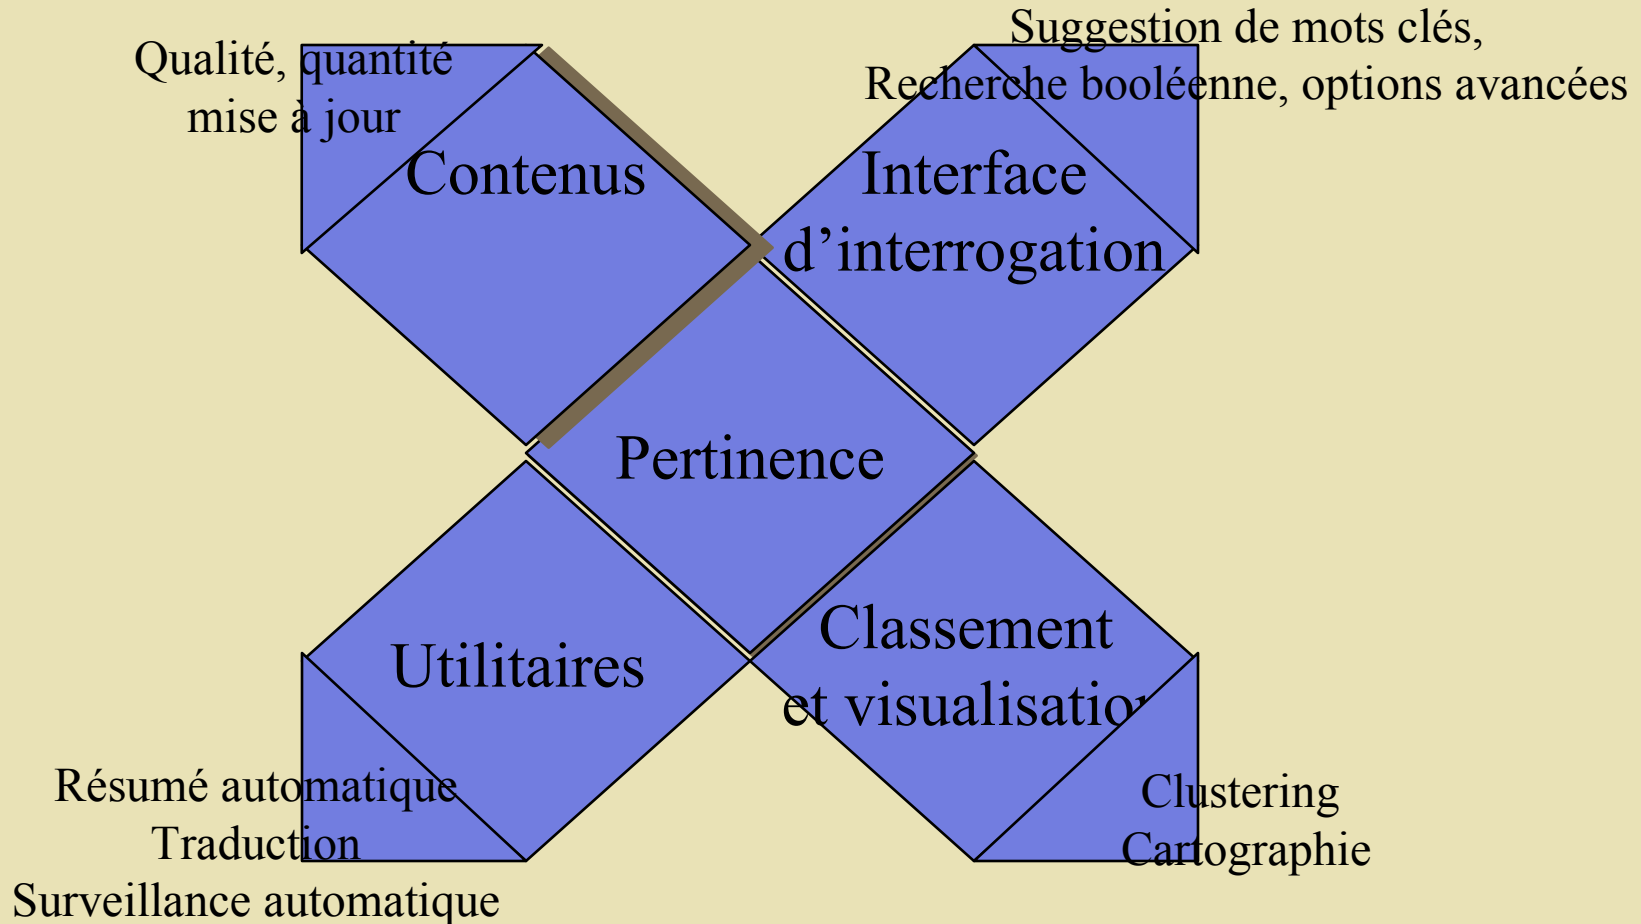 Qualité, quantité
mise à jour
Contenus
Suggestion de mots clés,
Recherche booléenne, options avancées
Interface
d’interrogation
Pertinence
Utilitaires
Résumé automatique
Traduction
Surveillance automatique
Classement
et visualisation
Clustering
Cartographie